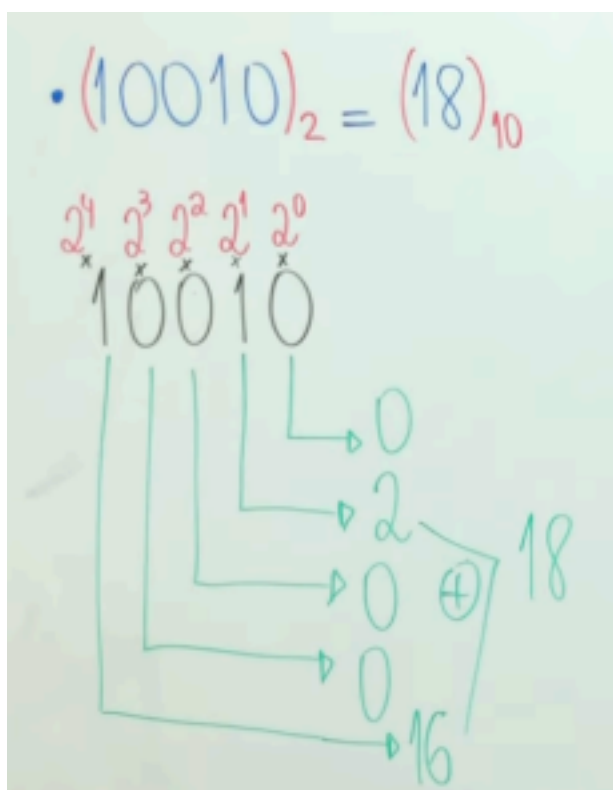 • (10010)₂ = (18)₁₀
2⁴ 2³ 2² 2¹ 2⁰
x x x x x
1 0 0 1 0
0
2
0
0
16
+
18